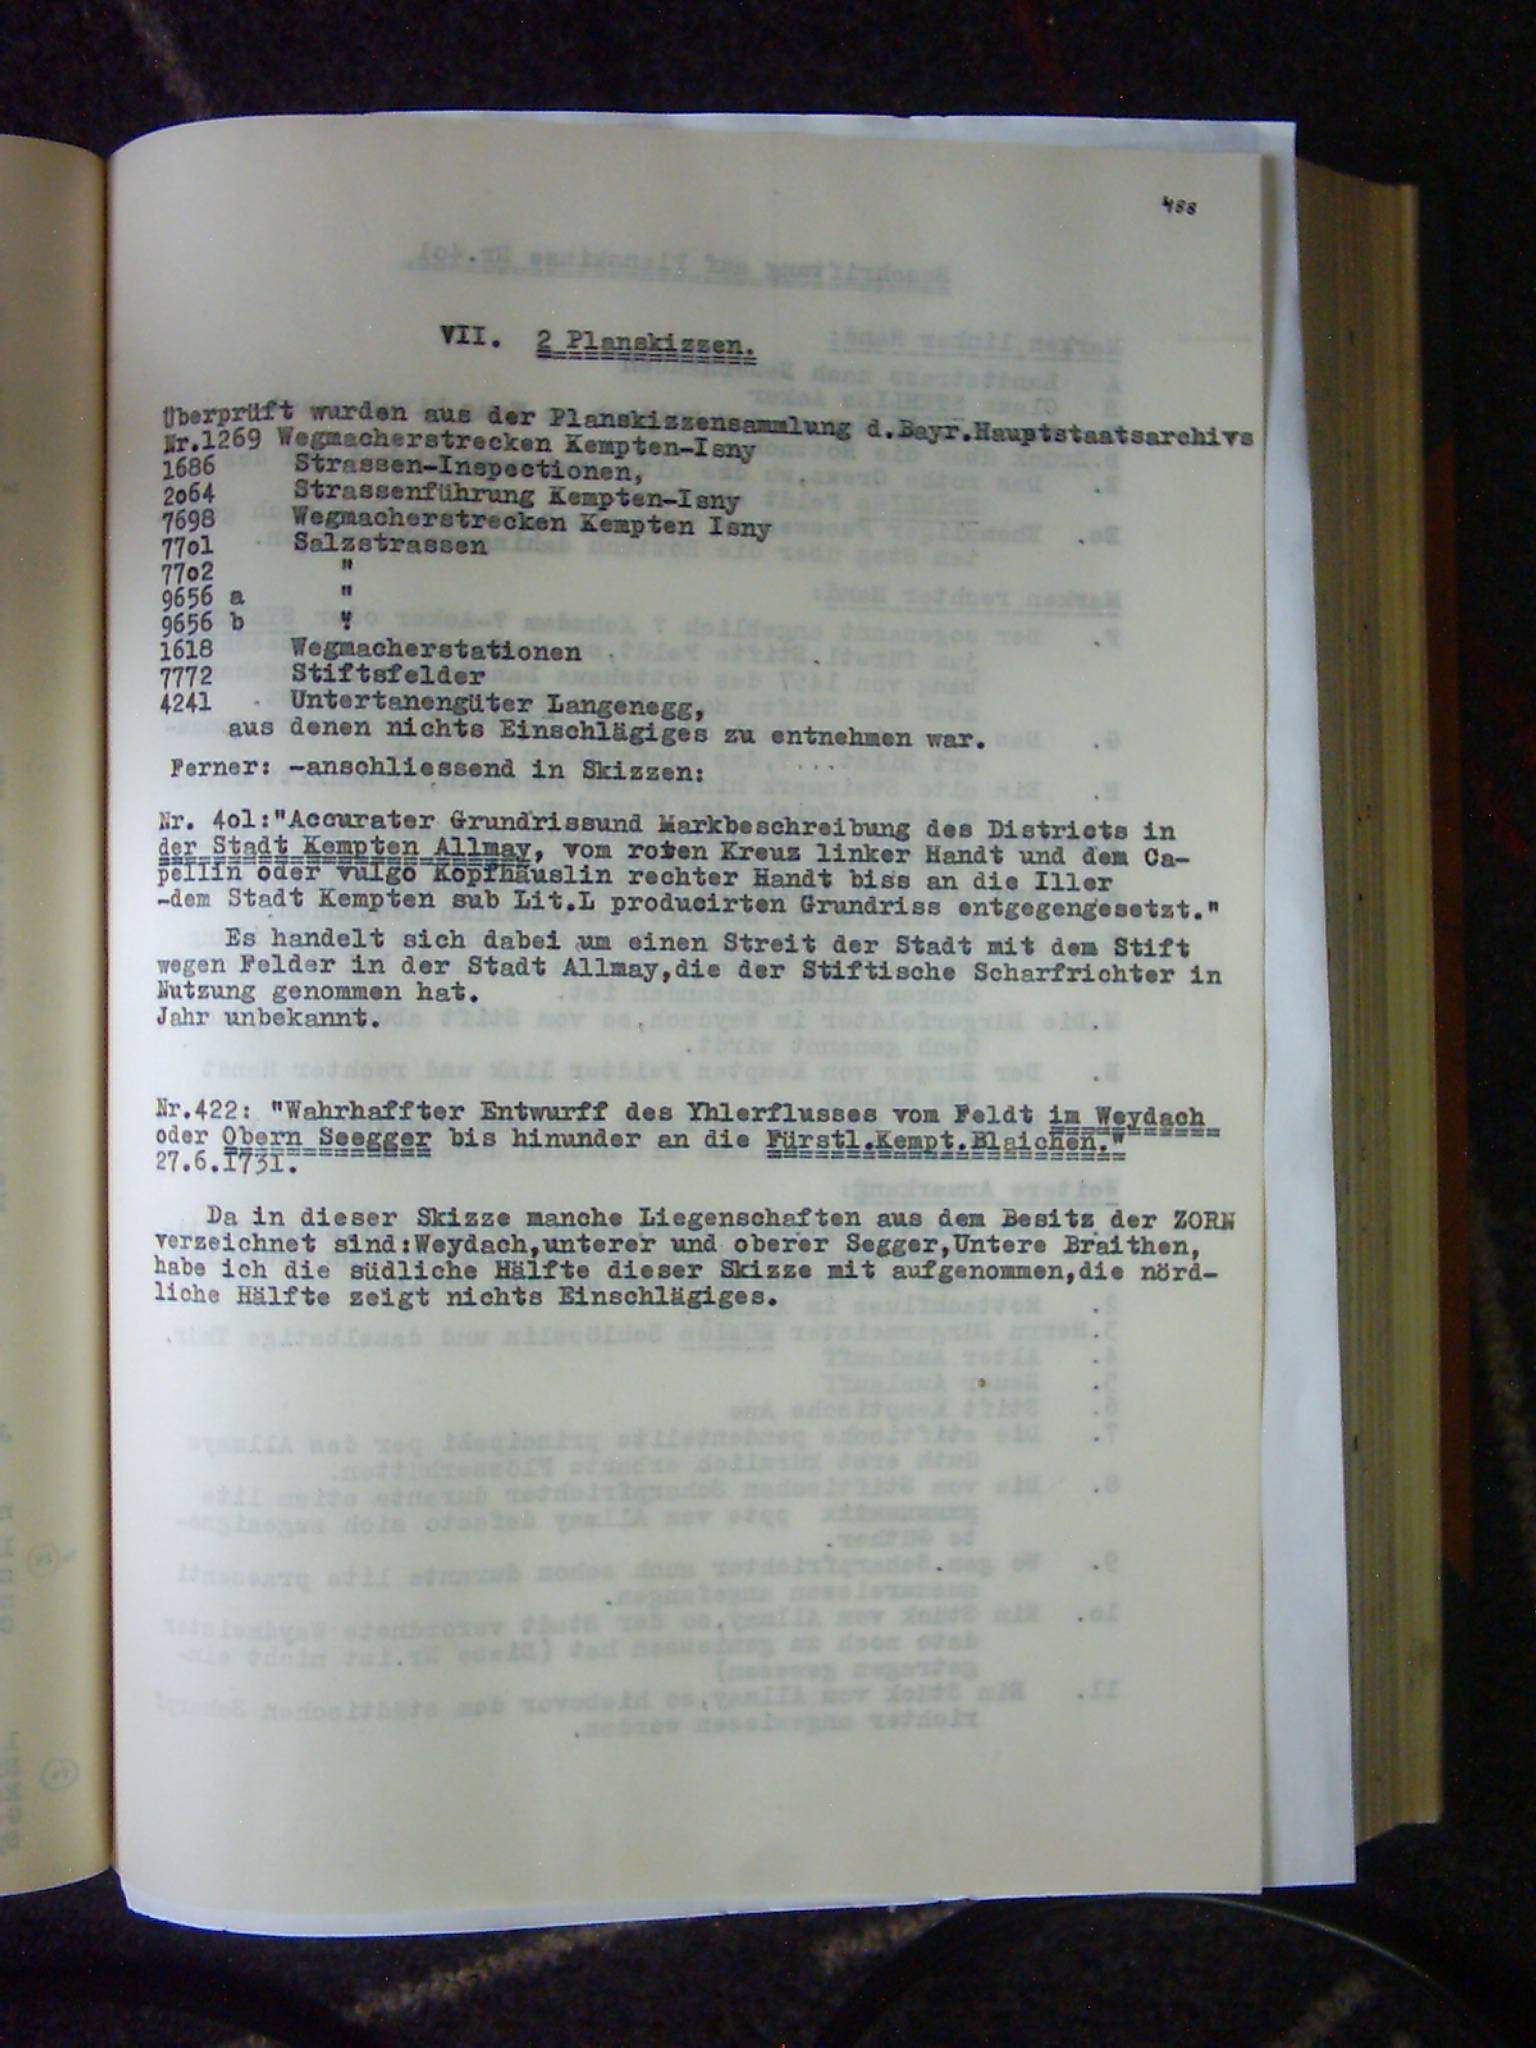 488
VII. 2 Planskizzen.
Überprüft wurden aus der Planskizzensammlung d.Bayr.Hauptstaatsarchivs
Nr.1269 Wegmacherstrecken Kempten-Isny
1686 Strassen-Inspectionen,
2o64 Strassenführung Kempten-Isny
7698 Wegmacherstrecken Kempten Isny
77o1 Salzstrassen
77o2 "
9656 a "
9656 b "
1618 Wegmacherstationen
7772 Stiftsfelder
4241 Untertanengüter Langenegg,
aus denen nichts Einschlägiges zu entnehmen war.
Ferner: -anschliessend in Skizzen:
Nr. 4o1:"Accurater Grundrissund Markbeschreibung des Districts in
der Stadt Kempten Allmay, vom roten Kreuz linker Handt und dem Ca-
pellin oder vulgo Kopfhäuslin rechter Handt biss an die Iller
-dem Stadt Kempten sub Lit.L producirten Grundriss entgegengesetzt."
Es handelt sich dabei um einen Streit der Stadt mit dem Stift
wegen Felder in der Stadt Allmay,die der Stiftische Scharfrichter in
Nutzung genommen hat.
Jahr unbekannt.
Nr.422: "Wahrhaffter Entwurff des Yhlerflusses vom Feldt im Weydach
oder Obern Seegger bis hinunder an die Fürstl.Kempt.Blaichen."
27.6.1731.
Da in dieser Skizze manche Liegenschaften aus dem Besitz der ZORN
verzeichnet sind:Weydach,unterer und oberer Segger,Untere Braithen,
habe ich die südliche Hälfte dieser Skizze mit aufgenommen,die nörd-
liche Hälfte zeigt nichts Einschlägiges.